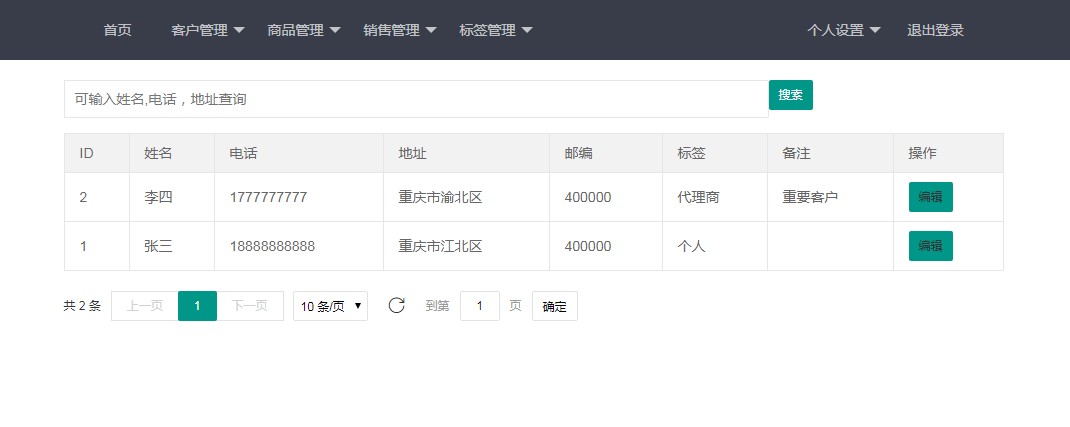 首页 客户管理 商品管理 销售管理 标签管理 个人设置 退出登录
可输入姓名,电话，地址查询 搜索
ID 姓名 电话 地址 邮编 标签 备注 操作
2 李四 1777777777 重庆市渝北区 400000 代理商 重要客户 编辑
1 张三 18888888888 重庆市江北区 400000 个人 编辑
共 2 条 上一页 1 下一页 10 条/页 到第 1 页 确定